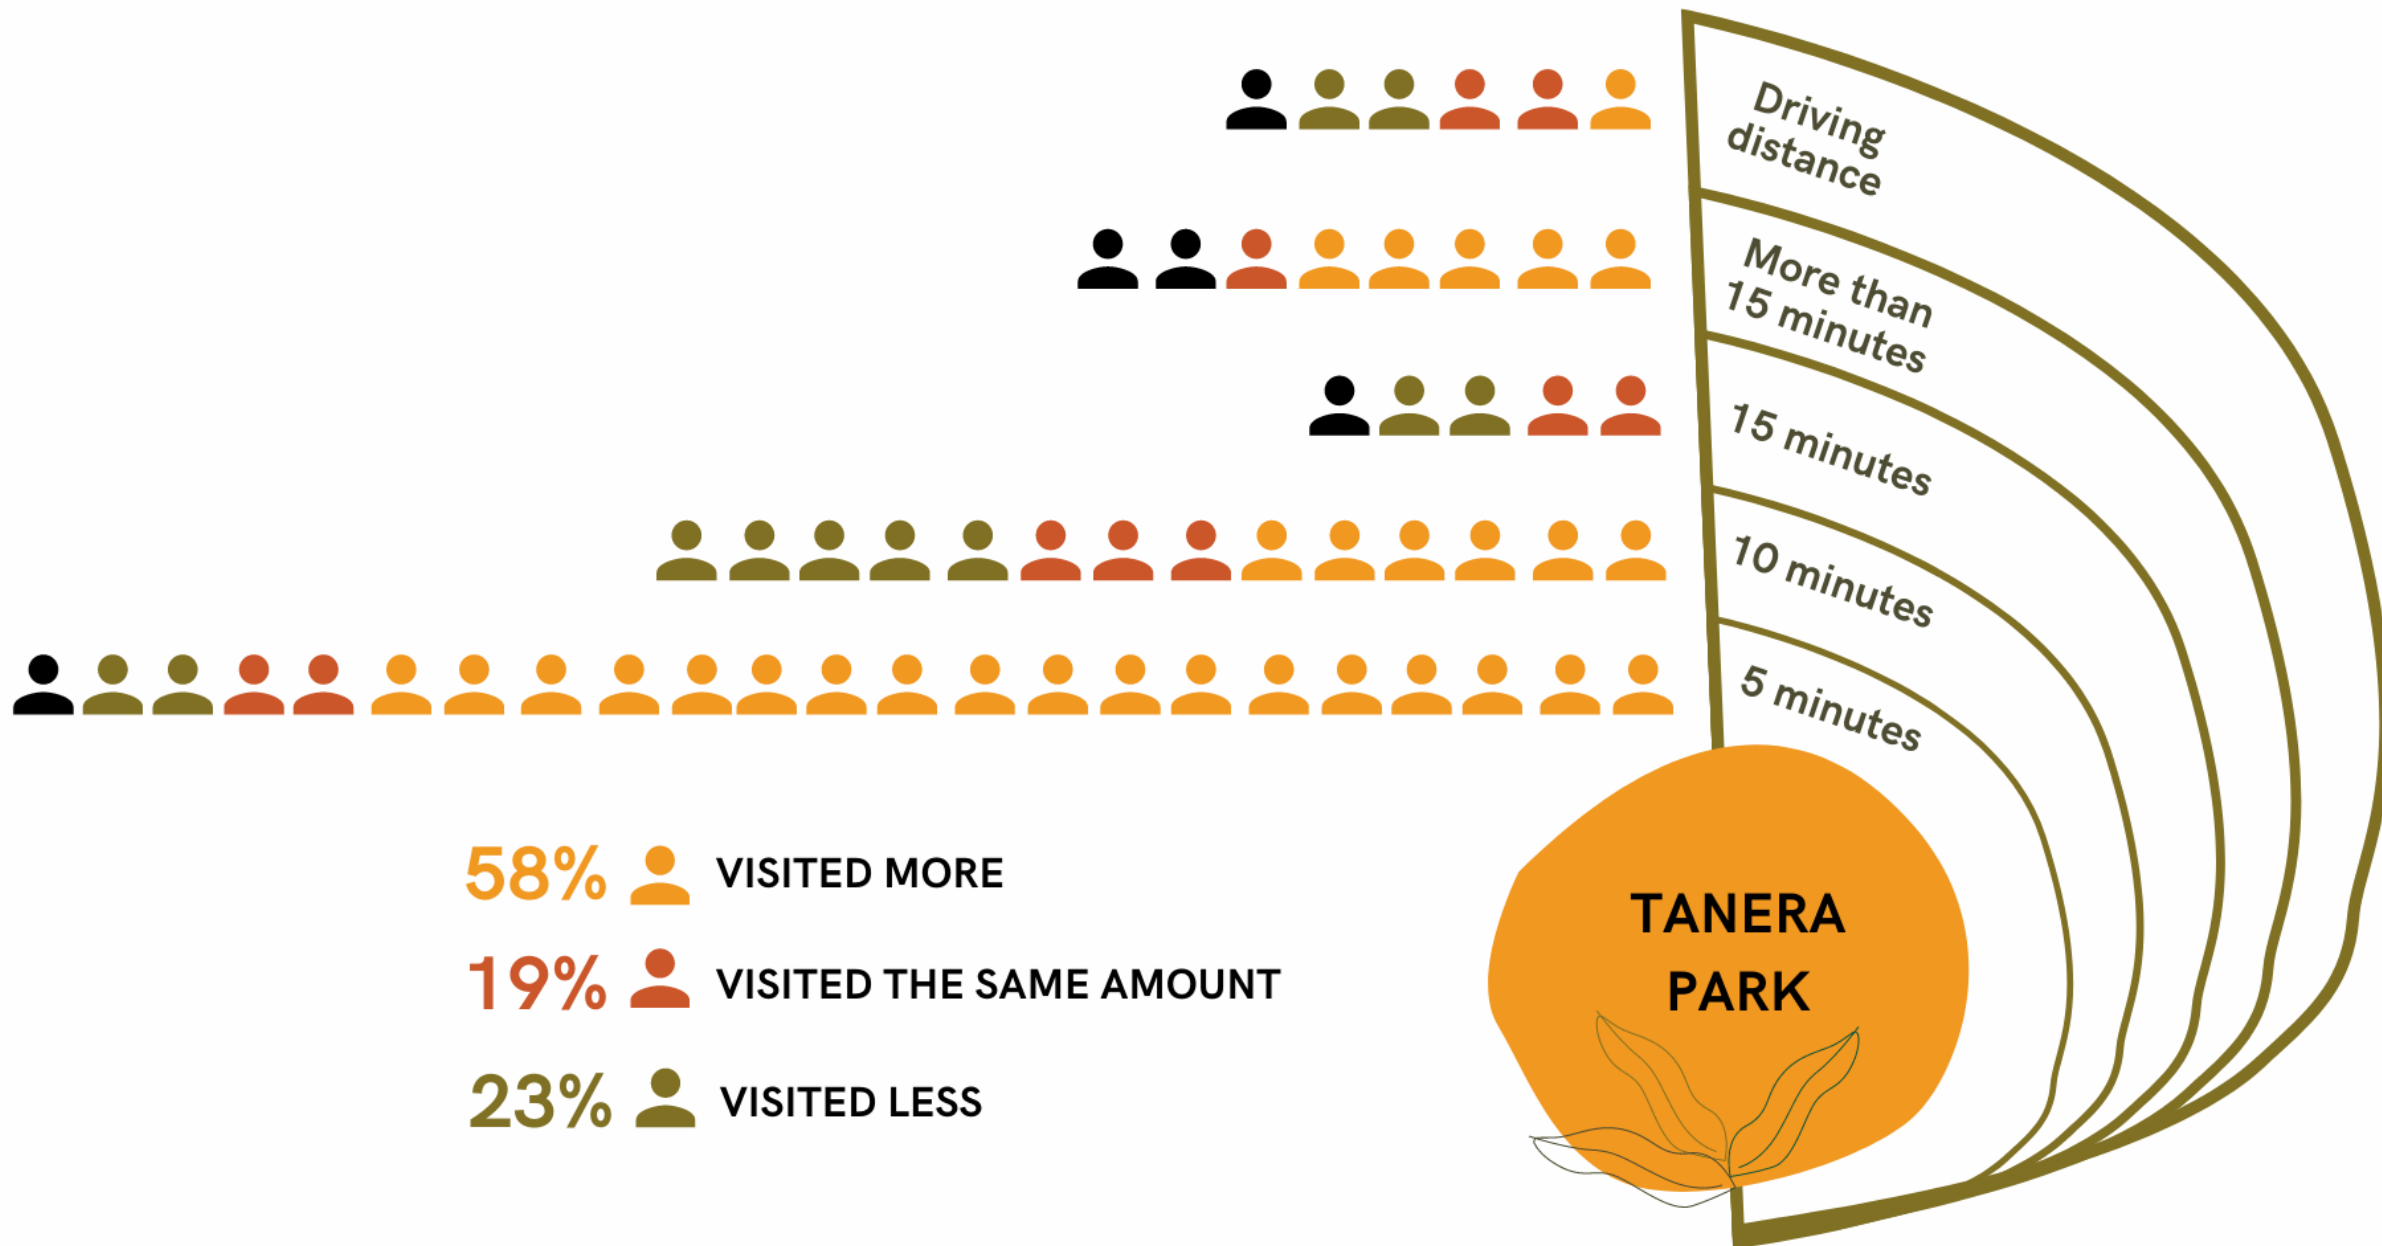 Driving
distance
More than
15 minutes
15 minutes
10 minutes
5 minutes
58% VISITED MORE
19% VISITED THE SAME AMOUNT
23% VISITED LESS
TANERA
PARK